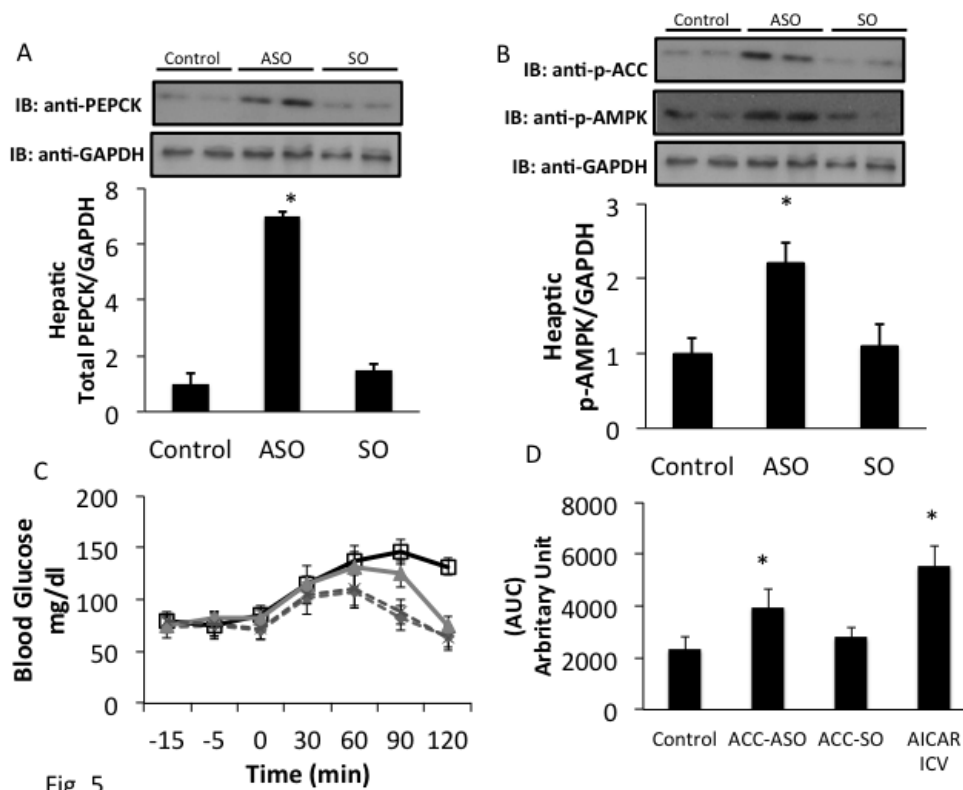 A
Control ASO SO
IB: anti-PEPCK
IB: anti-GAPDH
8
6
4
2
0
Hepatic
Total PEPCK/GAPDH
*
Control ASO SO
B
Control ASO SO
IB: anti-p-ACC
IB: anti-p-AMPK
IB: anti-GAPDH
3
2
1
0
Heaptic
p-AMPK/GAPDH
*
Control ASO SO
C
200
150
100
50
0
Blood Glucose
mg/dl
-15 -5 0 30 60 90 120
Time (min)
D
8000
6000
4000
2000
0
(AUC)
Arbritary Unit
* *
Control ACC-ASO ACC-SO AICAR
ICV
Fig. 5